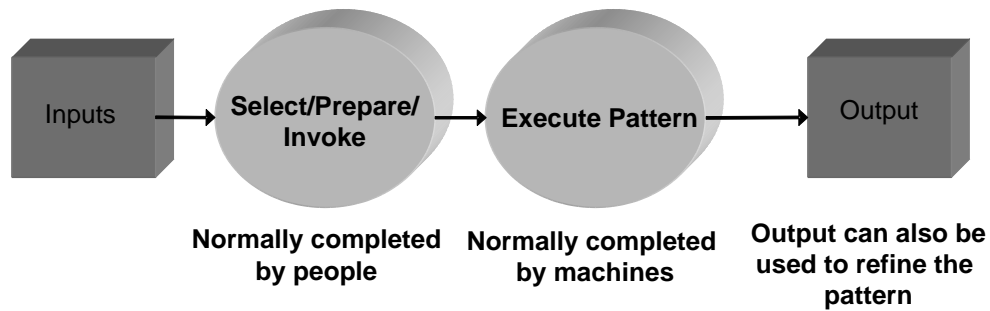 Inputs
Select/Prepare/
Invoke
Execute Pattern
Output
Normally completed
by people
Normally completed
by machines
Output can also be
used to refine the
pattern